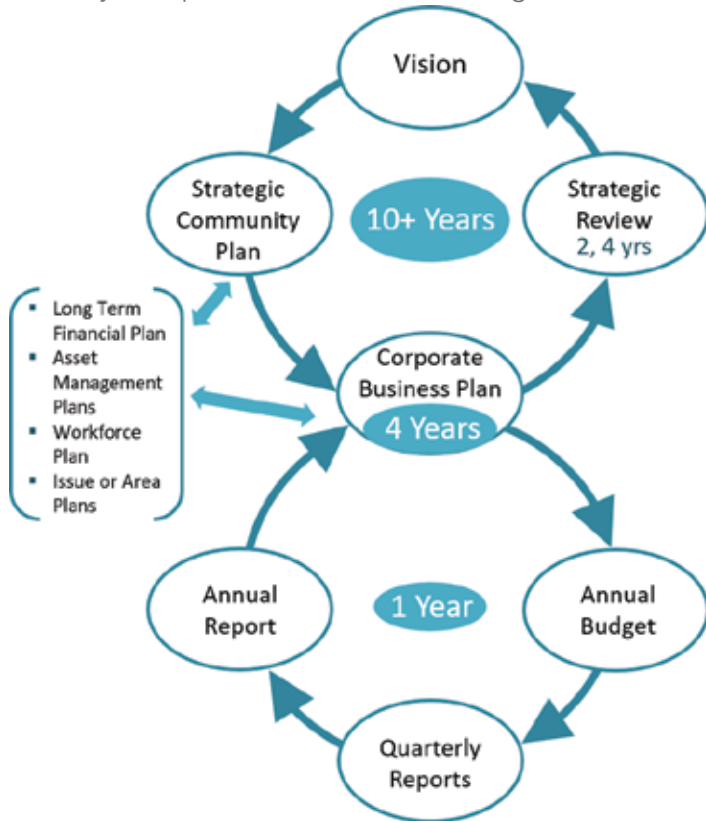 Vision
Strategic
Community
Plan
10+ Years
Strategic
Review
2, 4 yrs
▪ Long Term
Financial Plan
▪ Asset
Management
Plans
▪ Workforce
Plan
▪ Issue or Area
Plans
Corporate
Business Plan
4 Years
Annual
Report
1 Year
Annual
Budget
Quarterly
Reports